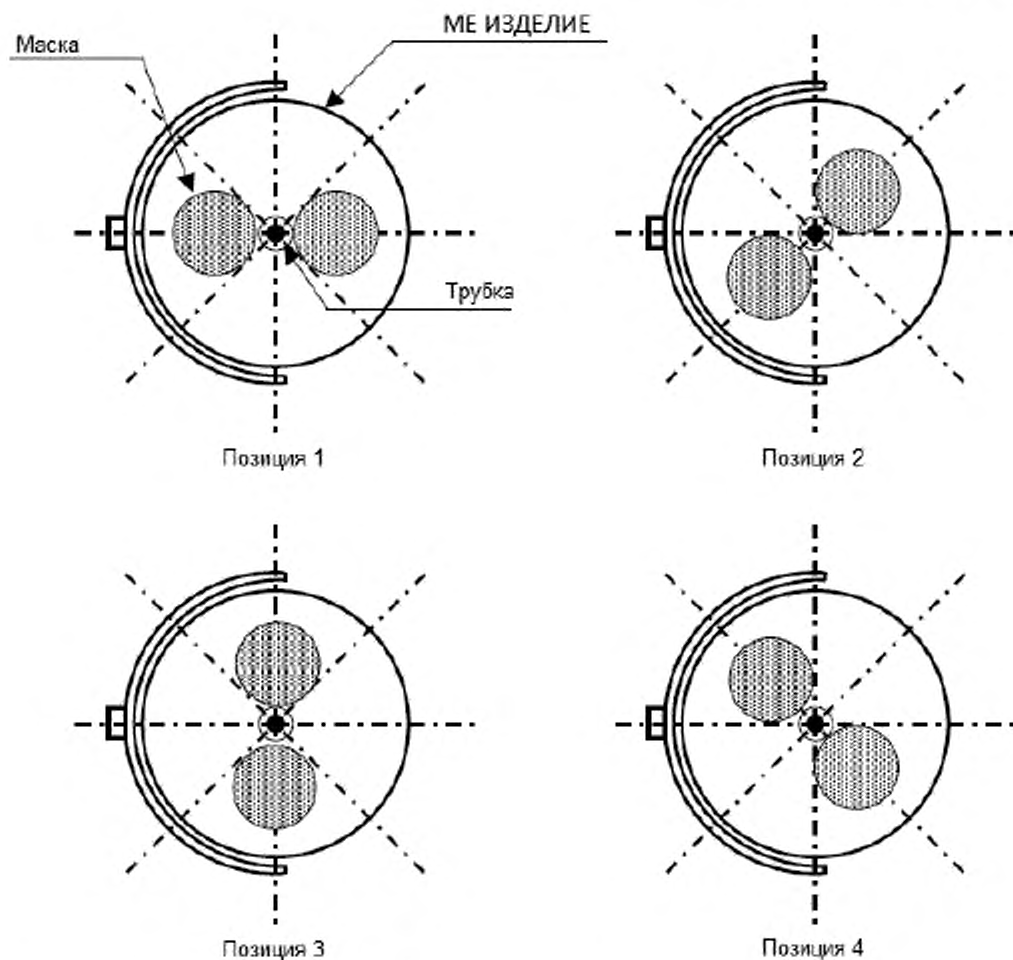 МЕ ИЗДЕЛИЕ
Маска
Трубка
Позиция 1
Позиция 2
Позиция 3
Позиция 4